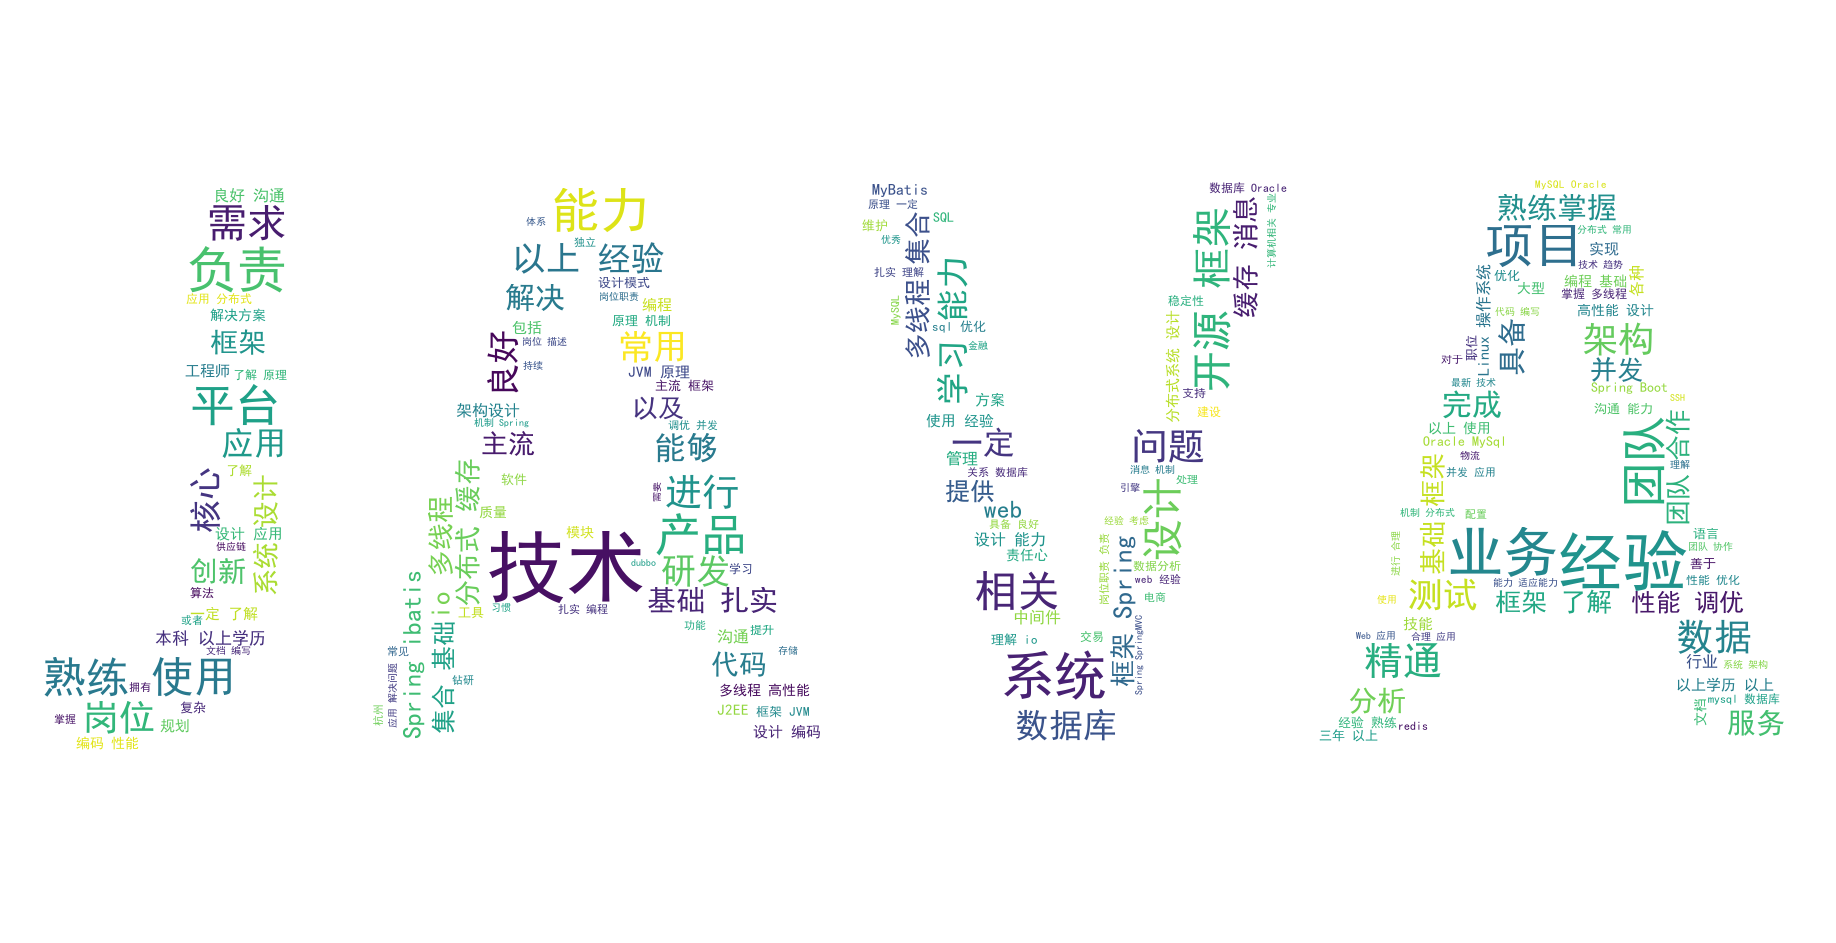 良好 沟通
需求
负责
应用 分布式
解决方案
框架
工程师
了解 原理
平台
应用
核心
了解
系统设计
设计 应用
供应链
创新
算法
一定 了解
或者
本科 以上学历
文档 编写
熟练 使用
拥有
岗位
掌握
复杂
规划
编码 性能
能力
体系
独立
以上 经验
设计模式
解决
岗位职责
编程
原理 机制
包括
岗位 描述
常用
良好
持续
JVM 原理
主流 框架
以及
架构设计
机制 Spring
调优 并发
主流
能够
分布式 缓存
软件
进行
质量
产品
模块
技术
dubbo
研发
学习
基础 扎实
io 多线程
Spring ibatis
集合 基础
工具
习惯
扎实 编程
功能
沟通
提升
常见
代码
存储
应用 解决问题
钻研
杭州
多线程 高性能
J2EE
框架 JVM
设计 编码
MyBatis
原理 一定
维护
SQL
优秀
多线程 集合
扎实 理解
能力
MySQL
sql 优化
金融
学习
方案
使用 经验
一定
管理
关系 数据库
提供
web
具备 良好
设计 能力
责任心
相关
中间件
理解 io
交易
系统
数据库
数据库 Oracle
缓存 消息
计算机相关 专业
开源 框架
稳定性
分布式系统 设计
支持
建设
问题
消息 机制
处理
引擎
设计
经验 考虑
岗位职责 负责
框架 Spring
数据分析
web 经验
电商
Spring SpringMVC
MySQL Oracle
熟练掌握
项目
分布式 常用
实现
技术 趋势
Linux 操作系统
优化
编程 基础
各种
大型
掌握 多线程
代码 编写
高性能 设计
具备
架构
职位
对于
并发
最新 技术
Spring Boot
完成
SSH
沟通 能力
以上 使用
团队
团队 合作
Oracle MySql
物流
框架
并发 应用
理解
机制 分布式
配置
基础
业务
经验
语言
团队 协作
进行 合理
善于
能力 适应能力
性能 优化
测试
使用
框架 了解
性能 调优
技能
Web 应用
合理 应用
数据
精通
行业
系统 架构
以上学历 以上
分析
mysql 数据库
文档
服务
经验 熟练
redis
三年 以上